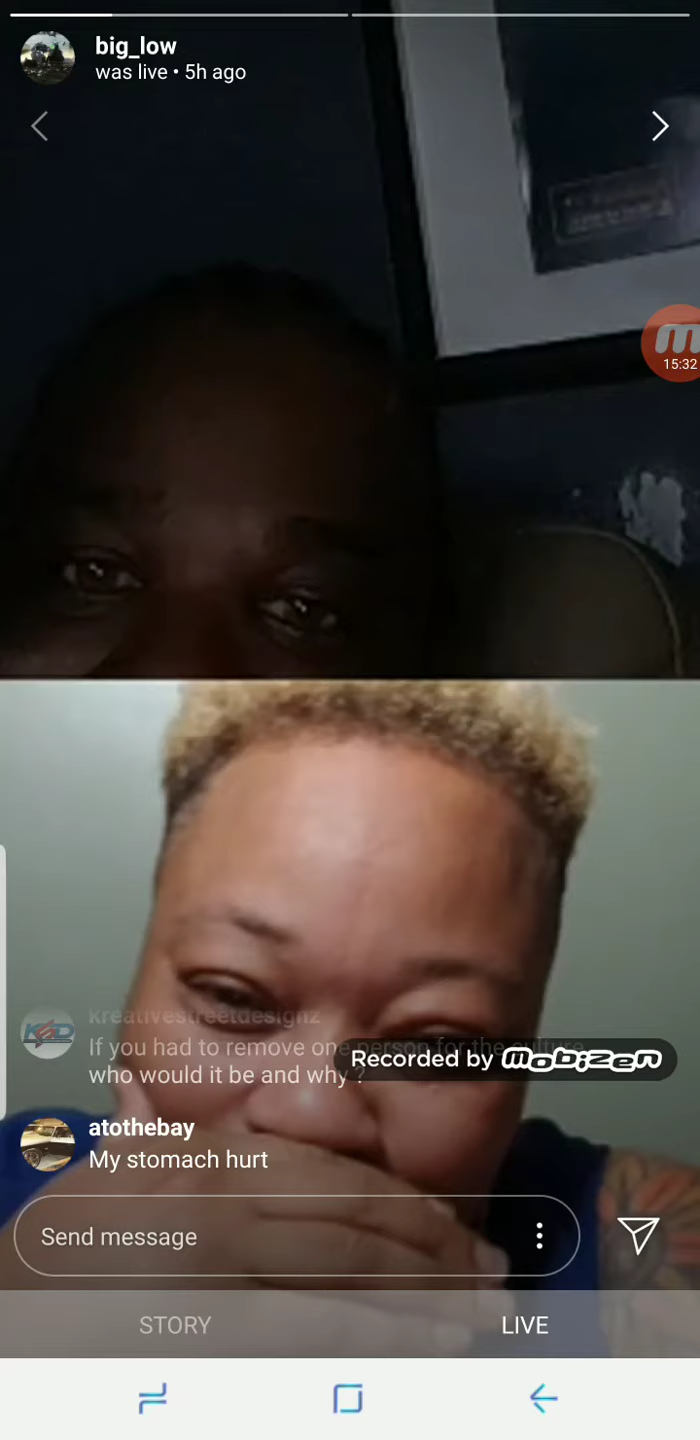 big_low
was live • 5h ago
15:32
kreativestreetdesignz
If you had to remove one person for the culture
who would it be and why ?
Recorded by mobizen
atothebay
My stomach hurt
Send message
STORY LIVE